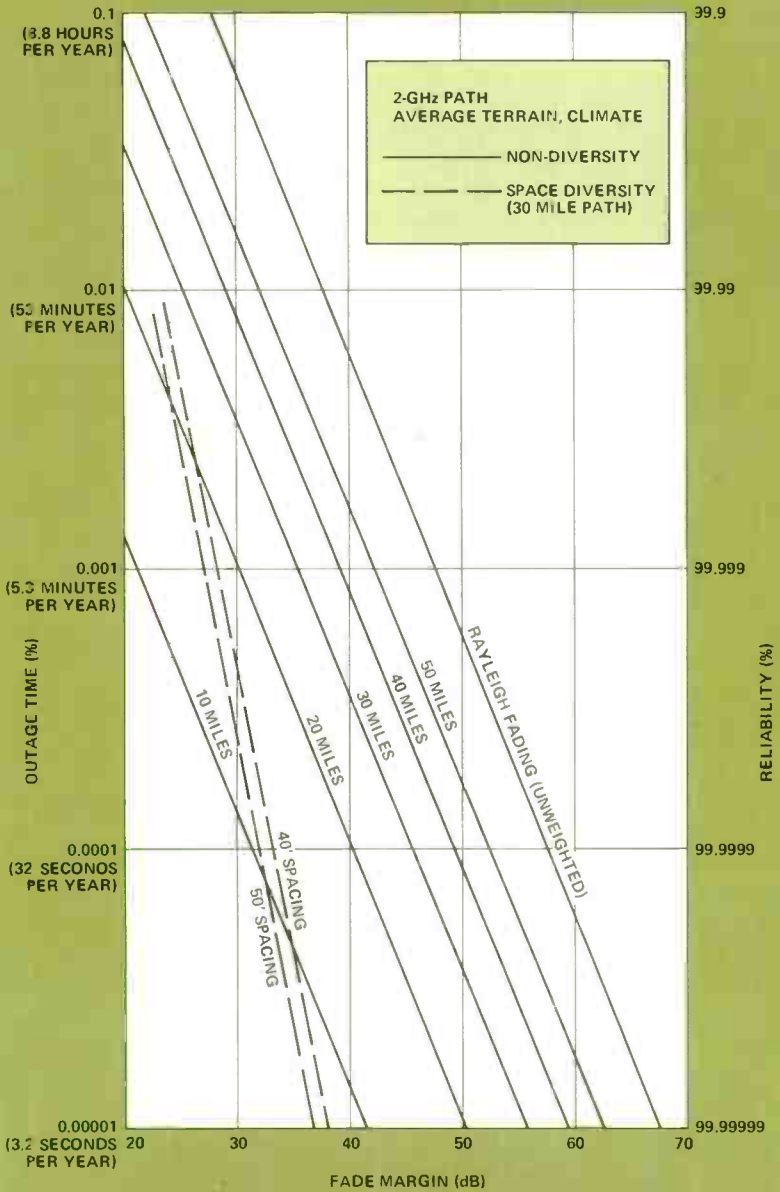 0.1
(8.8 HOURS
PER YEAR)
99.9
2-GHz PATH
AVERAGE TERRAIN, CLIMATE
NON-DIVERSITY
SPACE DIVERSITY
(30 MILE PATH)
0.01
(53 MINUTES
PER YEAR)
99.99
0.001
(5.3 MINUTES
PER YEAR)
99.999
OUTAGE TIME (%)
10 MILES
20 MILES
30 MILES
40 MILES
50 MILES
RAYLEIGH FADING (UNWEIGHTED)
RELIABILITY (%)
0.0001
(32 SECONDS
PER YEAR)
99.9999
40' SPACING
50' SPACING
0.00001
(3.2 SECONDS
PER YEAR)
99.99999
20 30 40 50 60 70
FADE MARGIN (dB)